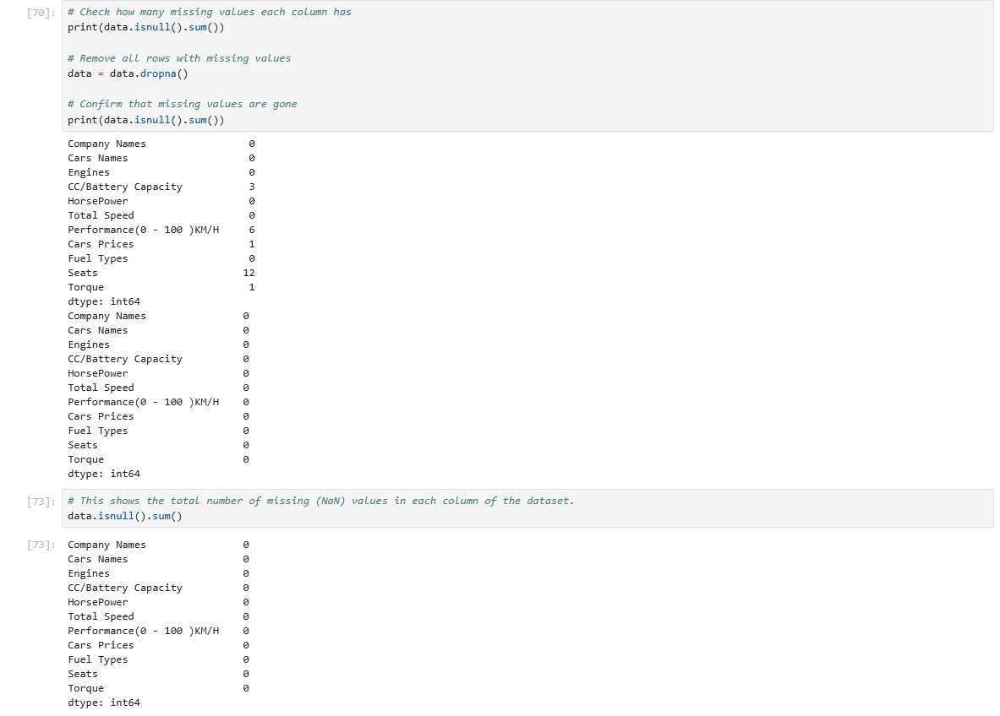 [70]:
# Check how many missing values each column has
print(data.isnull().sum())
# Remove all rows with missing values
data = data.dropna()
# Confirm that missing values are gone
print(data.isnull().sum())
Company Names 0
Cars Names 0
Engines 0
CC/Battery Capacity 3
HorsePower 0
Total Speed 0
Performance(0 - 100 )KM/H 6
Cars Prices 1
Fuel Types 0
Seats 12
Torque 1
dtype: int64
Company Names 0
Cars Names 0
Engines 0
CC/Battery Capacity 0
HorsePower 0
Total Speed 0
Performance(0 - 100 )KM/H 0
Cars Prices 0
Fuel Types 0
Seats 0
Torque 0
dtype: int64
[73]:
# This shows the total number of missing (NaN) values in each column of the dataset.
data.isnull().sum()
[73]:
Company Names 0
Cars Names 0
Engines 0
CC/Battery Capacity 0
HorsePower 0
Total Speed 0
Performance(0 - 100 )KM/H 0
Cars Prices 0
Fuel Types 0
Seats 0
Torque 0
dtype: int64